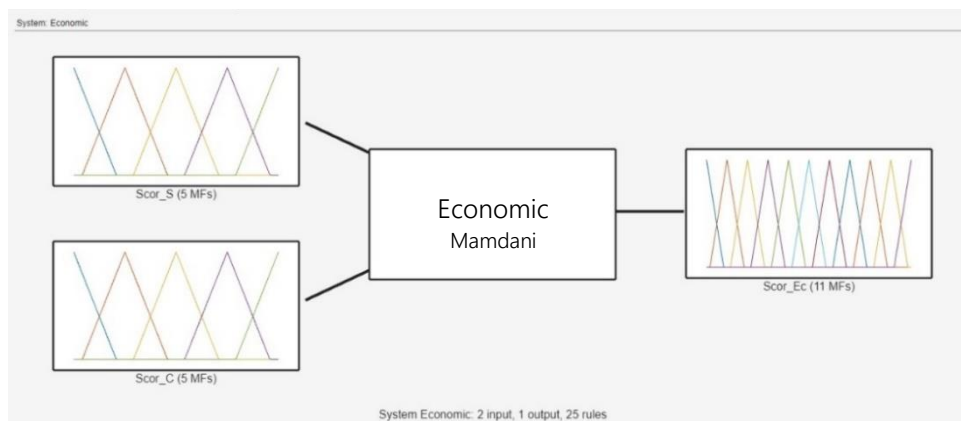 System: Economic
Scor_S (5 MFs)
Economic
Mamdani
Scor_Ec (11 MFs)
Scor_C (5 MFs)
System Economic: 2 input, 1 output, 25 rules